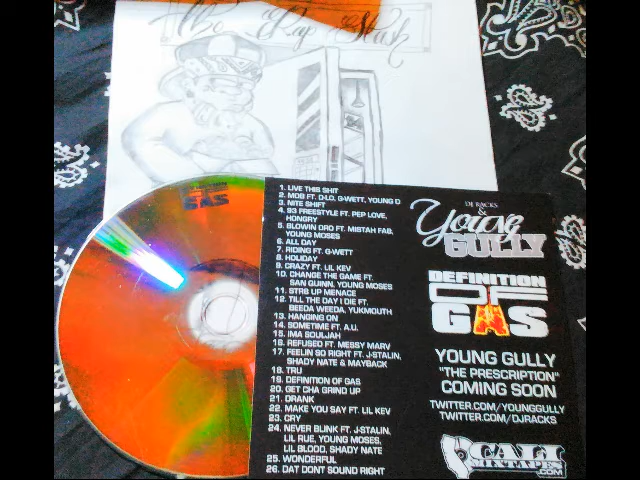 Rap Stash
OF
GAS
1. LIVE THIS SHIT
2. MOB FT. D-LO, G-WETT, YOUNG D
3. NITE SHIFT
4. 93 FREESTYLE FT. PEP LOVE,
HONGRY
5. BLOWIN DRO FT. MISTAH FAB,
YOUNG MOSES
6. ALL DAY
7. RIDING FT. G-WETT
8. HOLIDAY
9. CRAZY FT. LIL KEV
10. CHANGE THE GAME FT.
SAN QUINN, YOUNG MOSES
11. STR8 UP MENACE
12. TILL THE DAY I DIE FT.
BEEDA WEEDA, YUKMOUTH
13. HANGING ON
14. SOMETIME FT. A.U.
15. IMA SOULJAH
16. REFUSED FT. MESSY MARV
17. FEELIN SO RIGHT FT. J-STALIN,
SHADY NATE & MAYBACK
18. TRU
19. DEFINITION OF GAS
20. GET CHA GRIND UP
21. DRANK
22. MAKE YOU SAY FT. LIL KEV
23. CRY
24. NEVER BLINK FT. J-STALIN,
LIL RUE, YOUNG MOSES,
LIL BLOOD, SHADY NATE
25. WONDERFUL
26. DAT DONT SOUND RIGHT
DJ RACKS
&
Young
GULLY
DEFINITION
OF
GAS
YOUNG GULLY
"THE PRESCRIPTION"
COMING SOON
TWITTER.COM/YOUNGGULLY
TWITTER.COM/DJRACKS
CALI
MIXTAPES
.COM